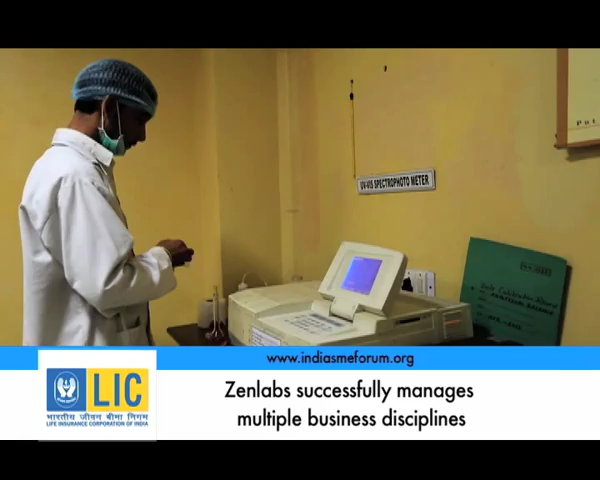 UV-VIS SPECTROPHOTO METER
www.indiasmeforum.org
LIC
भारतीय जीवन बीमा निगम
LIFE INSURANCE CORPORATION OF INDIA
Zenlabs successfully manages
multiple business disciplines